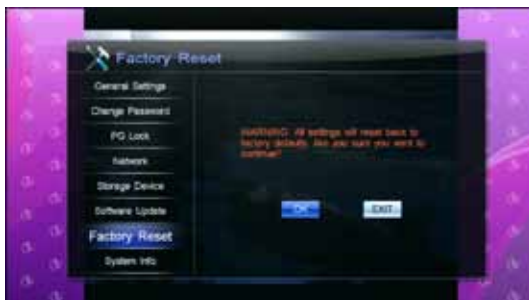 Factory Reset
General Settings
Change Password
PG Lock
Network
Storage Device
Software Update
Factory Reset
System Info
WARNING: All settings will reset back to
factory defaults. Are you sure you want to
continue?
OK
EXIT